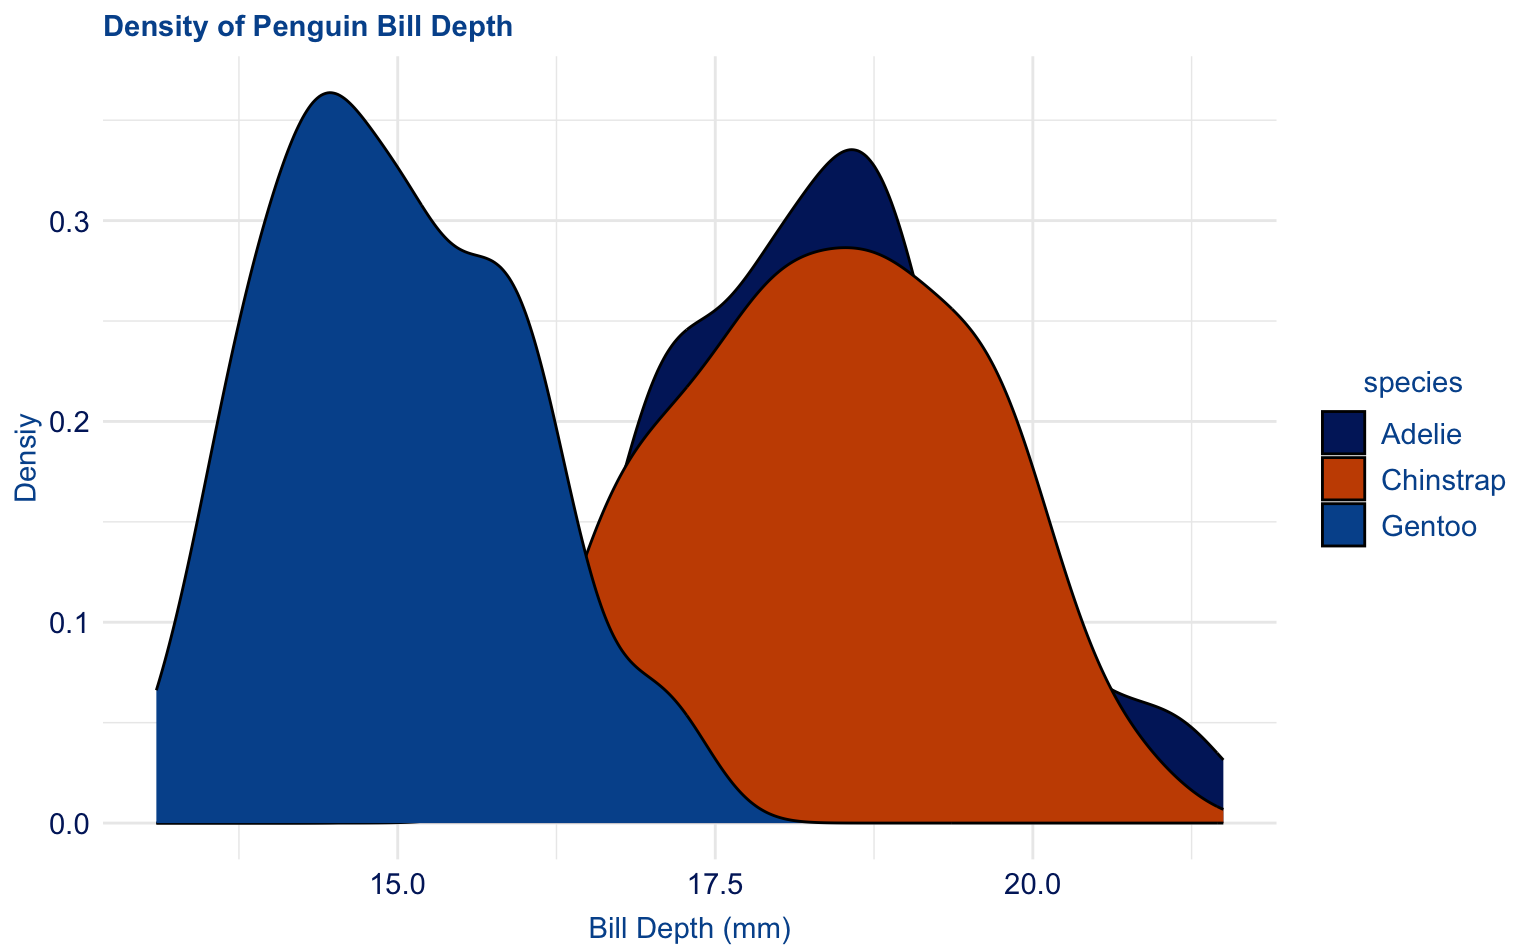 Density of Penguin Bill Depth
Densiy
0.3
0.2
0.1
0.0
15.0
17.5
20.0
Bill Depth (mm)
species
Adelie
Chinstrap
Gentoo